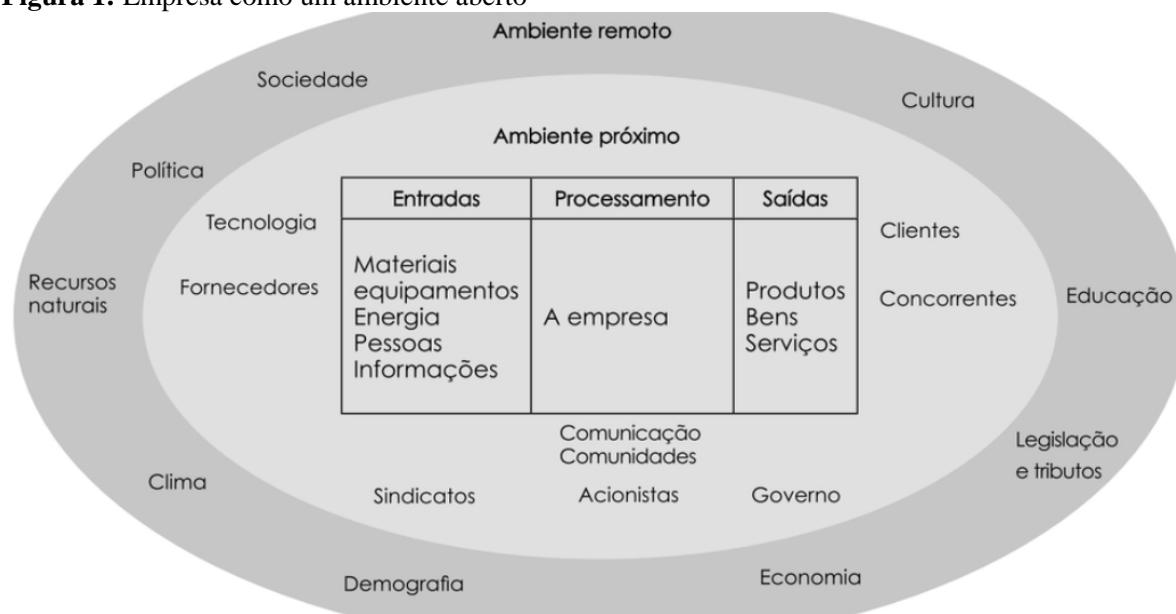 Figura 1. Empresa como um ambiente aberto
Ambiente remoto
Sociedade
Cultura
Ambiente próximo
Política
Entradas
Processamento
Saídas
Tecnologia
Clientes
Materiais
equipamentos
Energia
Pessoas
Informações
A empresa
Produtos
Bens
Serviços
Recursos
naturais
Fornecedores
Concorrentes
Educação
Comunicação
Comunidades
Legislação
e tributos
Clima
Sindicatos
Acionistas
Governo
Demografia
Economia